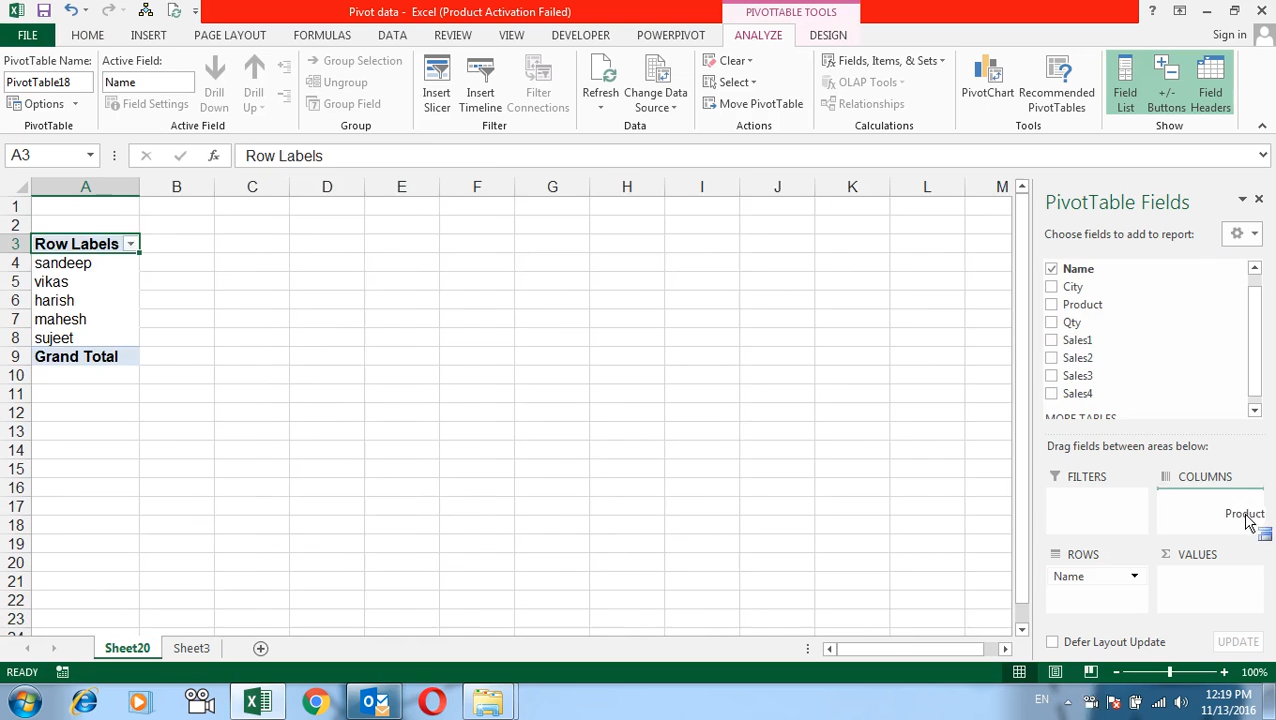 Pivot data - Excel (Product Activation Failed)
PIVOTTABLE TOOLS
?
FILE HOME INSERT PAGE LAYOUT FORMULAS DATA REVIEW VIEW DEVELOPER POWERPIVOT ANALYZE DESIGN
Sign in
PivotTable Name:
PivotTable18
Options
PivotTable
Active Field:
Name
Field Settings
Drill Down
Drill Up
Active Field
Group Selection
Ungroup
Group Field
Group
Insert Slicer
Insert Timeline
Filter Connections
Filter
Refresh
Change Data Source
Data
Clear
Select
Move PivotTable
Actions
Fields, Items, & Sets
OLAP Tools
Relationships
Calculations
PivotChart
Recommended PivotTables
Tools
Field List
+/- Buttons
Field Headers
Show
A3
fx
Row Labels
A B C D E F G H I J K L M
1
2
3 Row Labels
4 sandeep
5 vikas
6 harish
7 mahesh
8 sujeet
9 Grand Total
10
11
12
13
14
15
16
17
18
19
20
21
22
23
PivotTable Fields
Choose fields to add to report:
Name
City
Product
Qty
Sales1
Sales2
Sales3
Sales4
MORE TABLES
Drag fields between areas below:
FILTERS
COLUMNS
Product
ROWS
Name
Σ VALUES
Defer Layout Update
UPDATE
Sheet20 Sheet3
READY
100%
EN
12:19 PM
11/13/2016